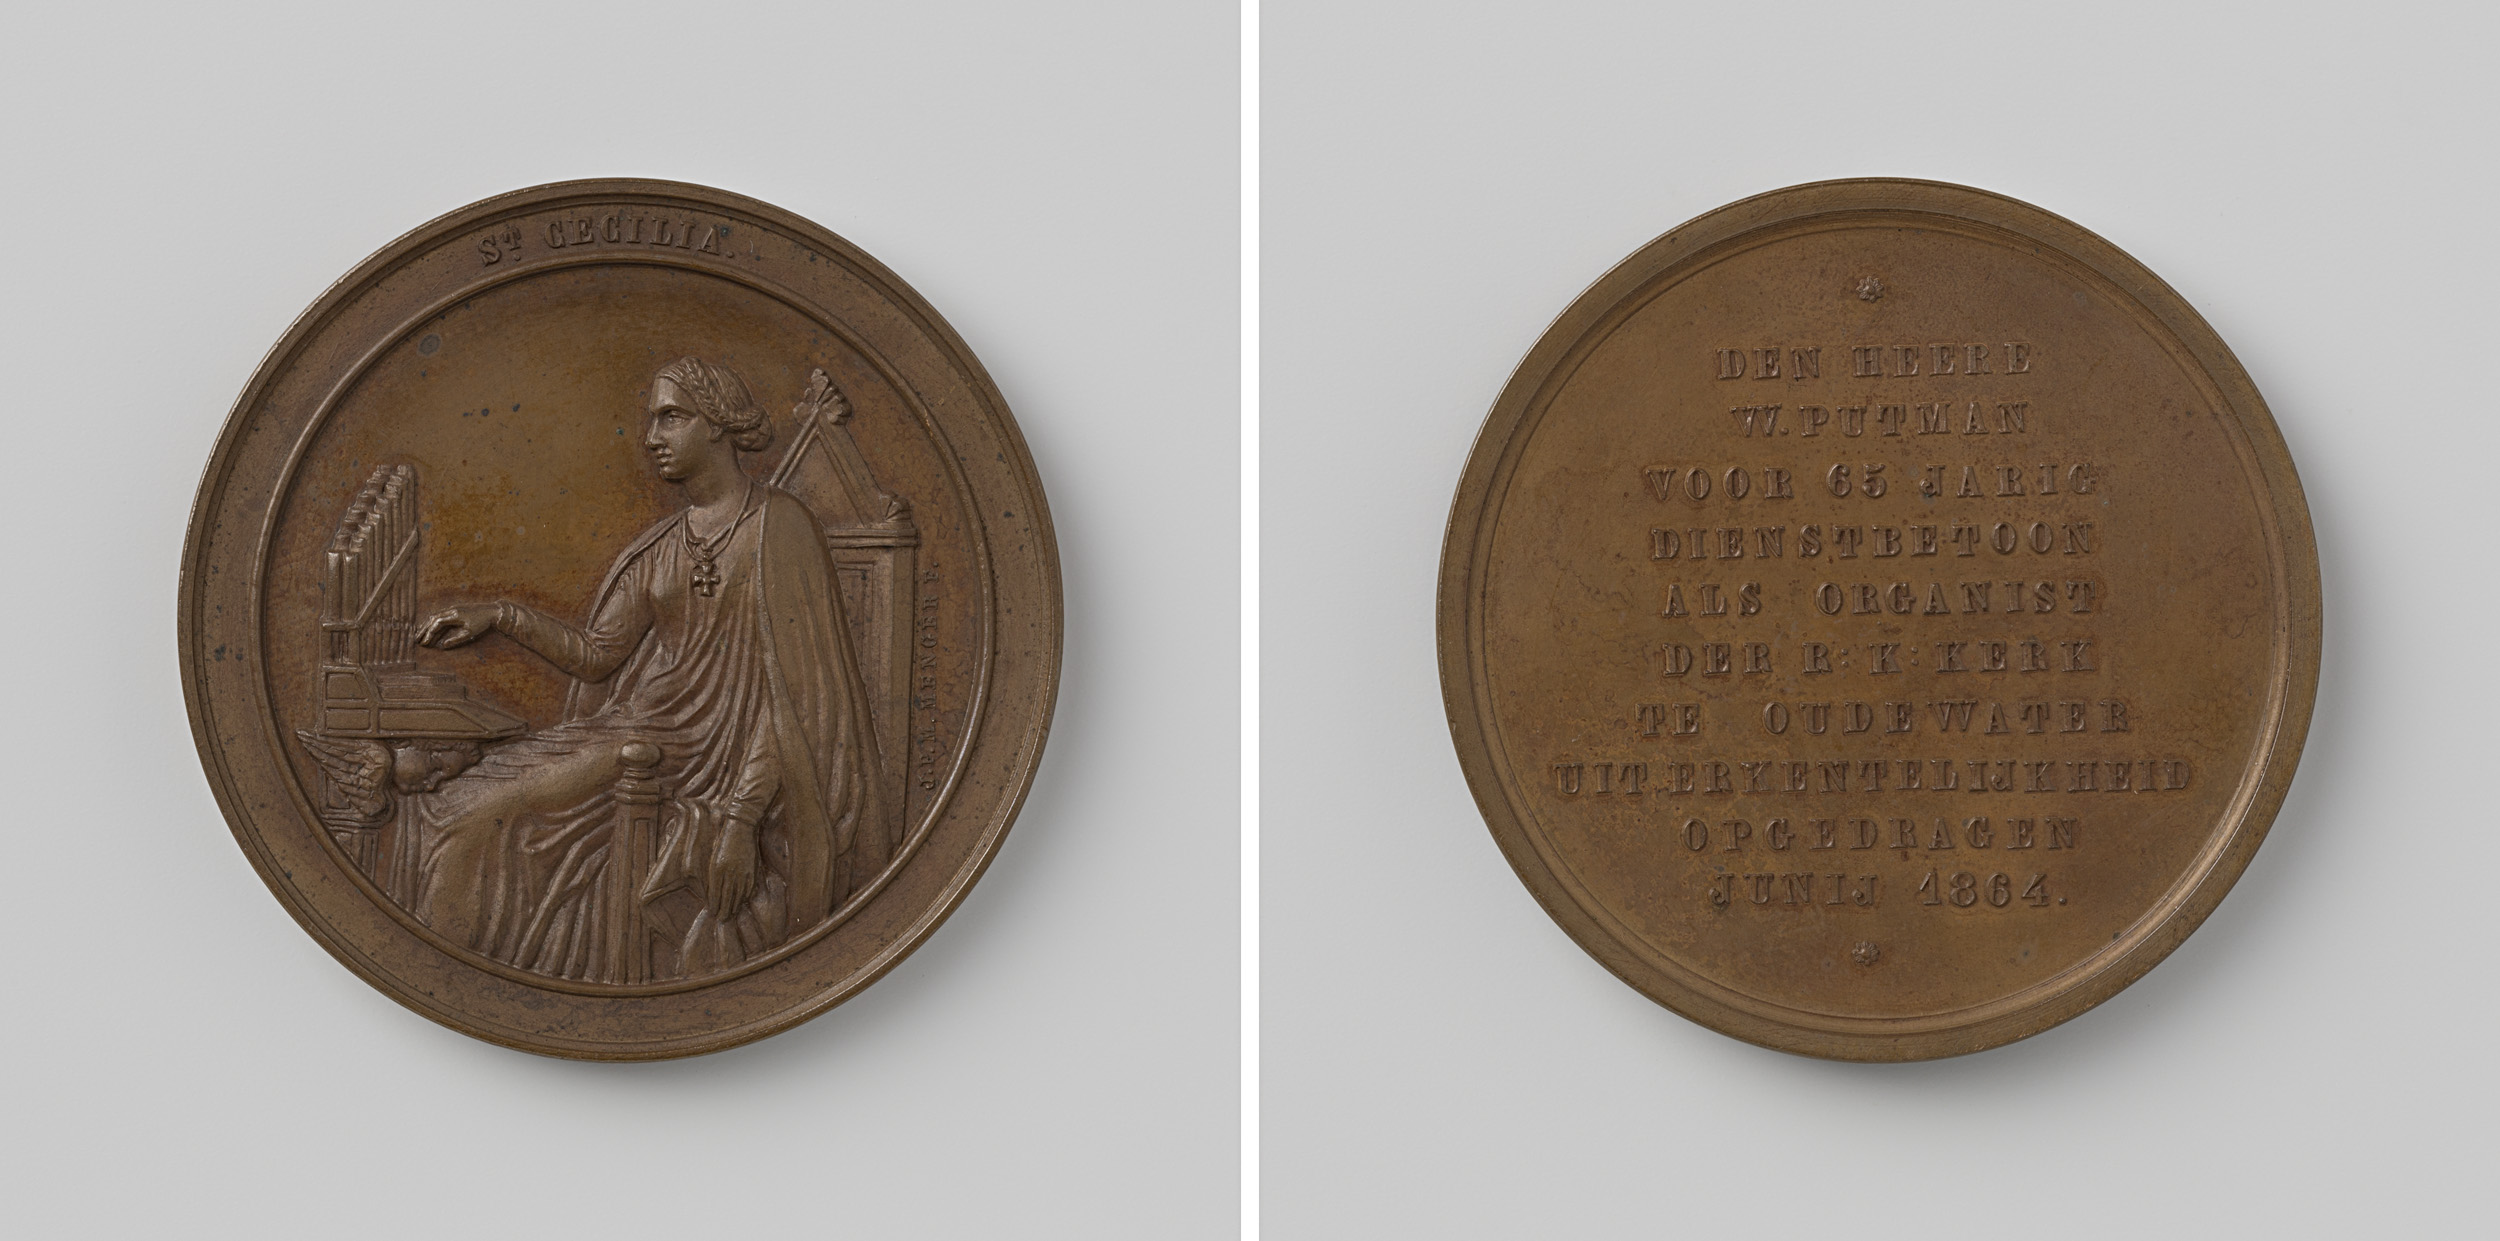 ST. CECILIA.
J.P.M. MENGER F.
DEN HEERE
W. PUTMAN
VOOR 65 JARIG
DIENSTBETOON
ALS ORGANIST
DER R: K: KERK
TE OUDEWATER
UIT ERKENTELIJKHEID
OPGEDRAGEN
JUNIJ 1864.